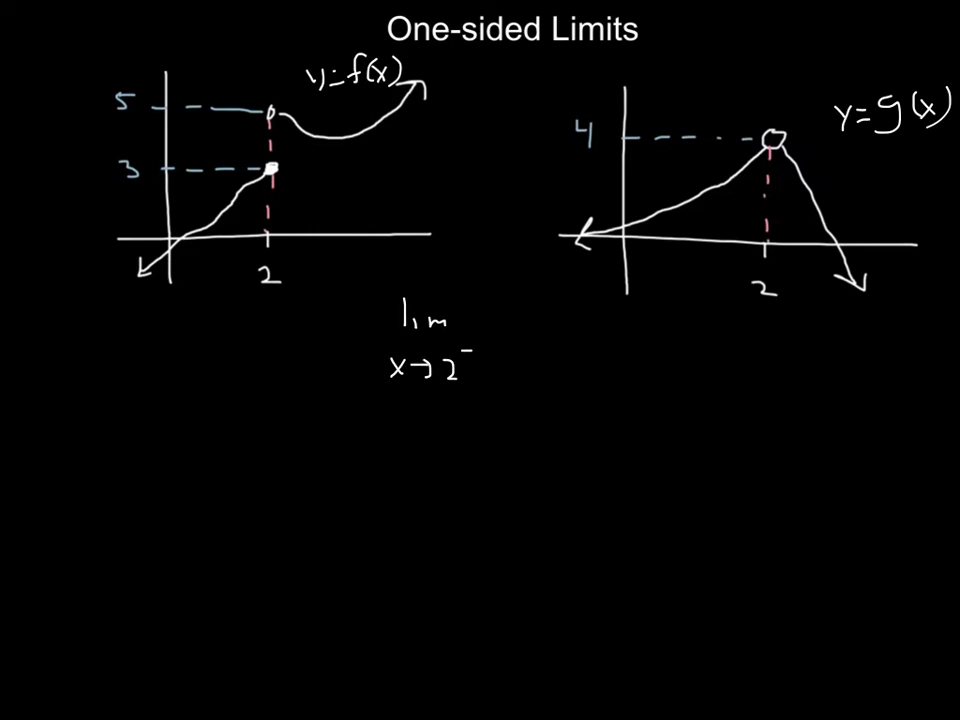 One-sided Limits
y=f(x)
5
3
2
y=g(x)
4
2
lim
x→2⁻